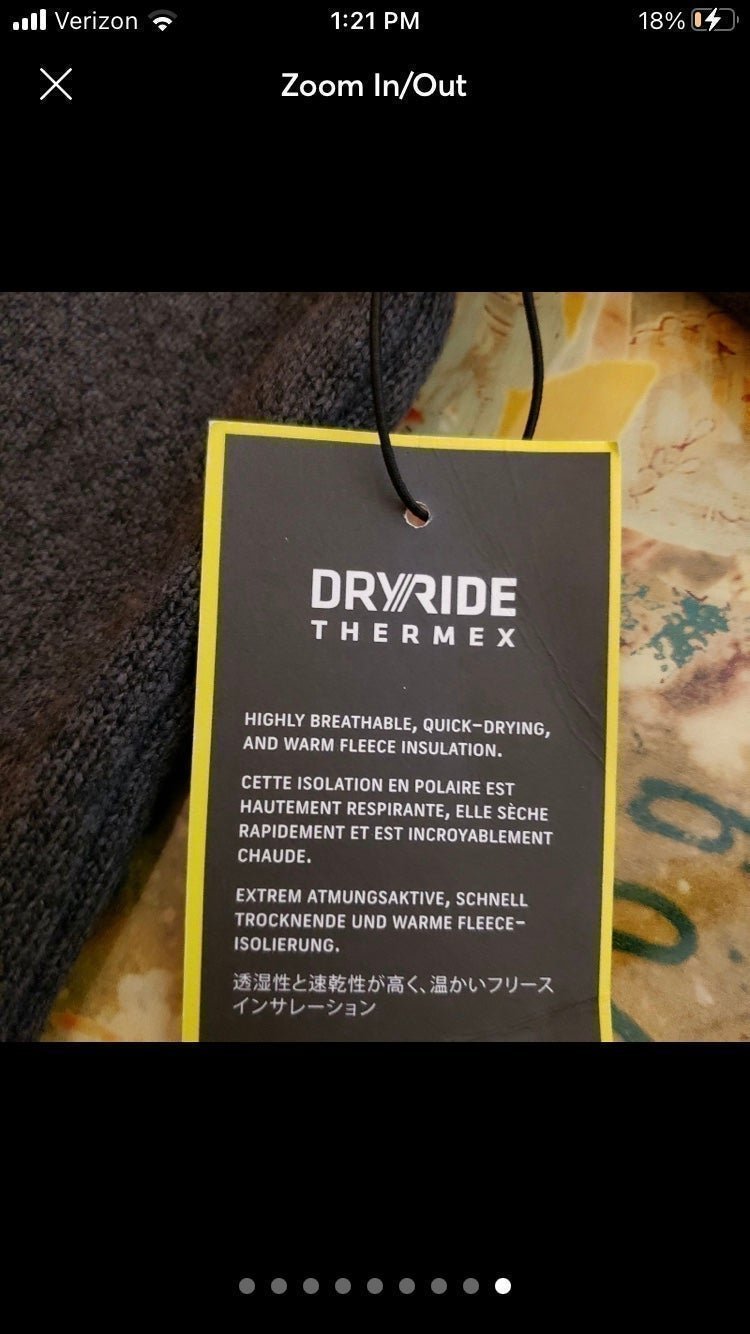 Verizon 1:21 PM 18%
Zoom In/Out
DRYRIDE
THERMEX
HIGHLY BREATHABLE, QUICK-DRYING,
AND WARM FLEECE INSULATION.
CETTE ISOLATION EN POLAIRE EST
HAUTEMENT RESPIRANTE, ELLE SÈCHE
RAPIDEMENT ET EST INCROYABLEMENT
CHAUDE.
EXTREM ATMUNGSAKTIVE, SCHNELL
TROCKNENDE UND WARME FLEECE-
ISOLIERUNG.
透湿性と速乾性が高く、温かいフリース
インサレーション